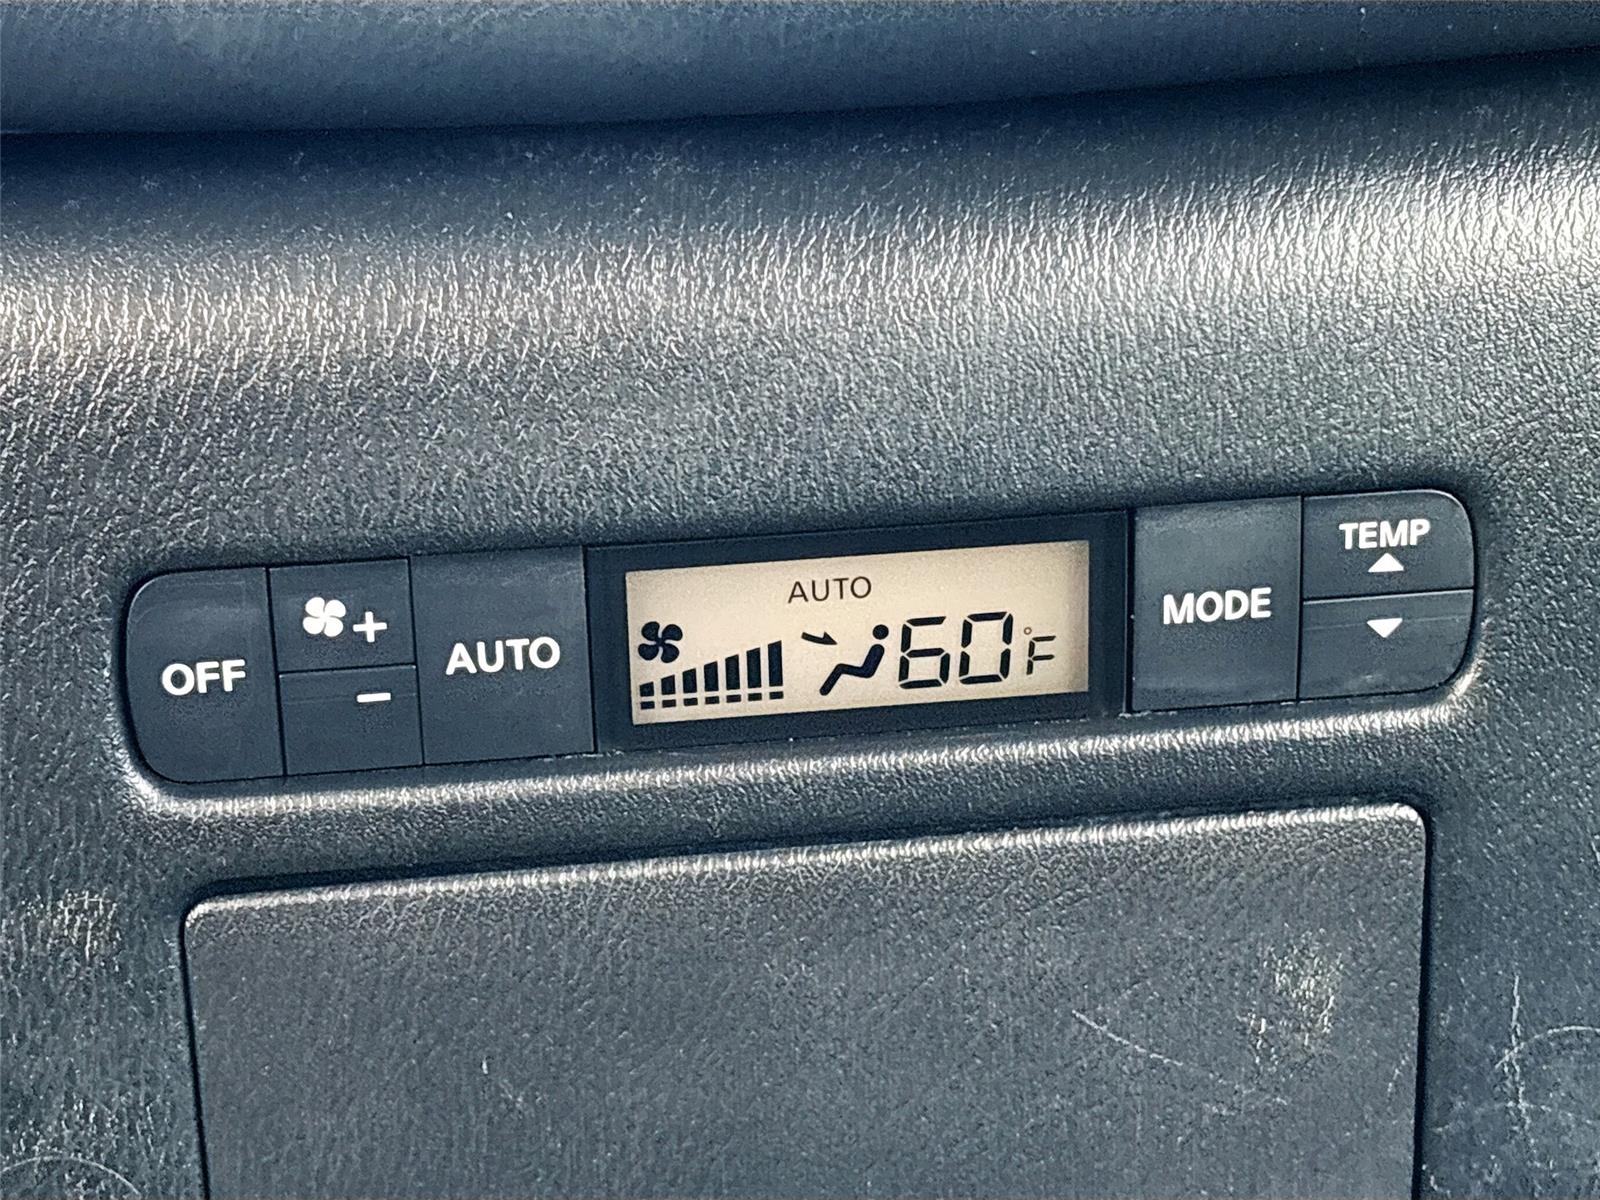 OFF
+
-
AUTO
AUTO
60°F
MODE
TEMP